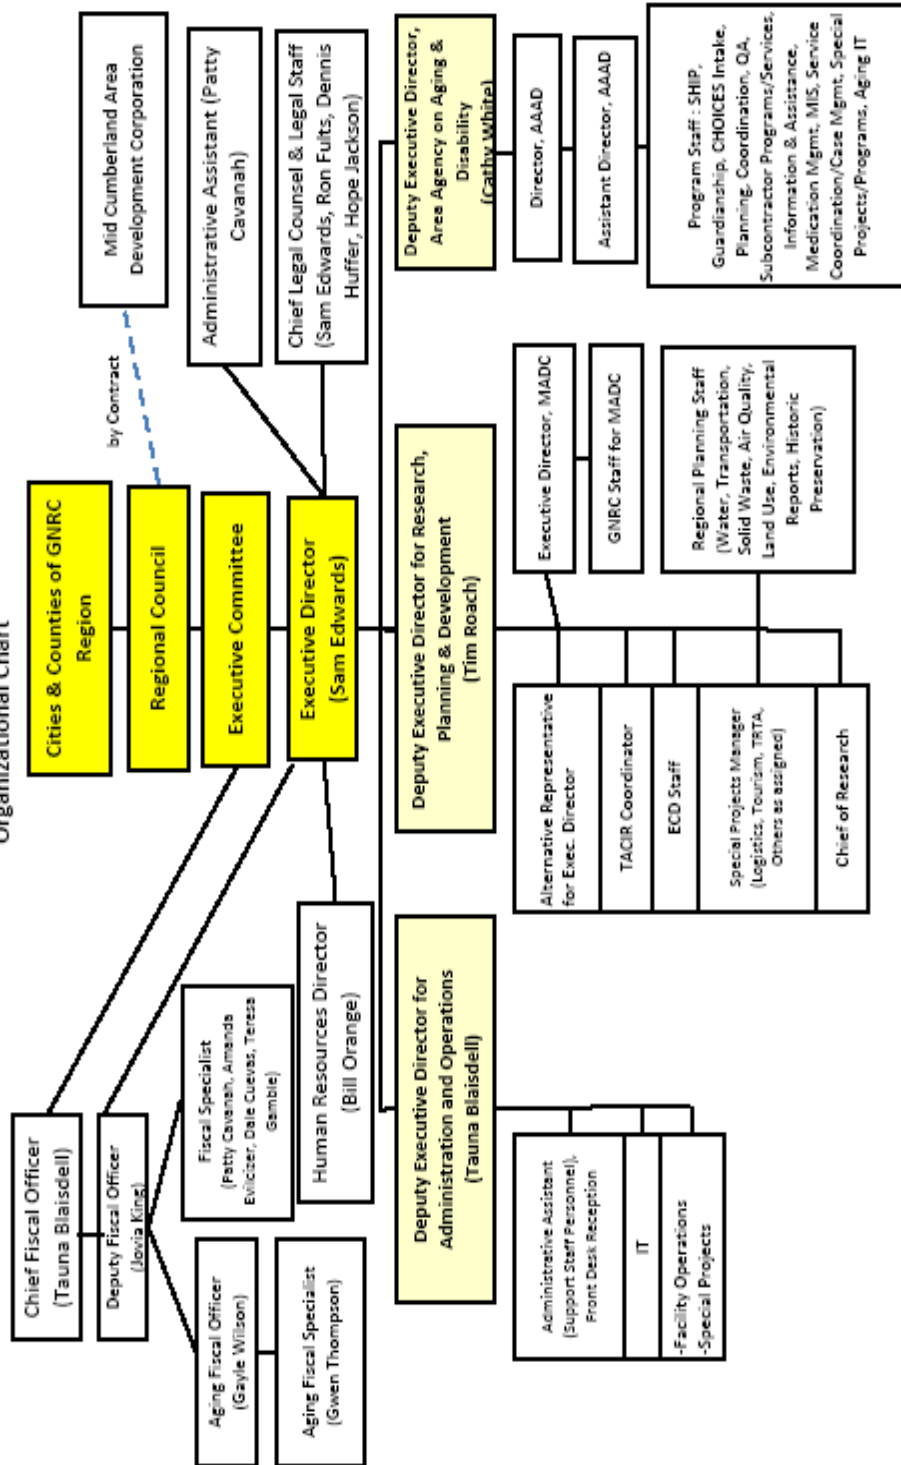 Organizational Chart
Cities & Counties of GNRC
Region
Regional Council
by Contract
Mid Cumberland Area
Development Corporation
Executive Committee
Executive Director
(Sam Edwards)
Administrative Assistant (Patty
Cavanah)
Chief Legal Counsel & Legal Staff
(Sam Edwards, Ron Fults, Dennis
Huffer, Hope Jackson)
Chief Fiscal Officer
(Tauna Blaisdell)
Deputy Fiscal Officer
(Jovia King)
Fiscal Specialist
(Patty Cavanah, Amanda
Evilcizer, Dale Cuevas, Teresa
Gamble)
Aging Fiscal Officer
(Gayle Wilson)
Aging Fiscal Specialist
(Gwen Thompson)
Human Resources Director
(Bill Orange)
Deputy Executive Director for
Administration and Operations
(Tauna Blaisdell)
Administrative Assistant
(Support Staff Personnel),
Front Desk Reception
IT
-Facility Operations
-Special Projects
Deputy Executive Director for Research,
Planning & Development
(Tim Roach)
Alternative Representative
for Exec. Director
TACIR Coordinator
ECD Staff
Special Projects Manager
(Logistics, Tourism, TRTA,
Others as assigned)
Chief of Research
Executive Director, MADC
GNRC Staff for MADC
Regional Planning Staff
(Water, Transportation,
Solid Waste, Air Quality,
Land Use, Environmental
Reports, Historic
Preservation)
Deputy Executive Director,
Area Agency on Aging &
Disability
(Cathy White)
Director, AAAD
Assistant Director, AAAD
Program Staff : SHIP,
Guardianship, CHOICES Intake,
Planning, Coordination, QA,
Subcontractor Programs/Services,
Information & Assistance,
Medication Mgmt, MIS, Service
Coordination/Case Mgmt, Special
Projects/Programs, Aging IT